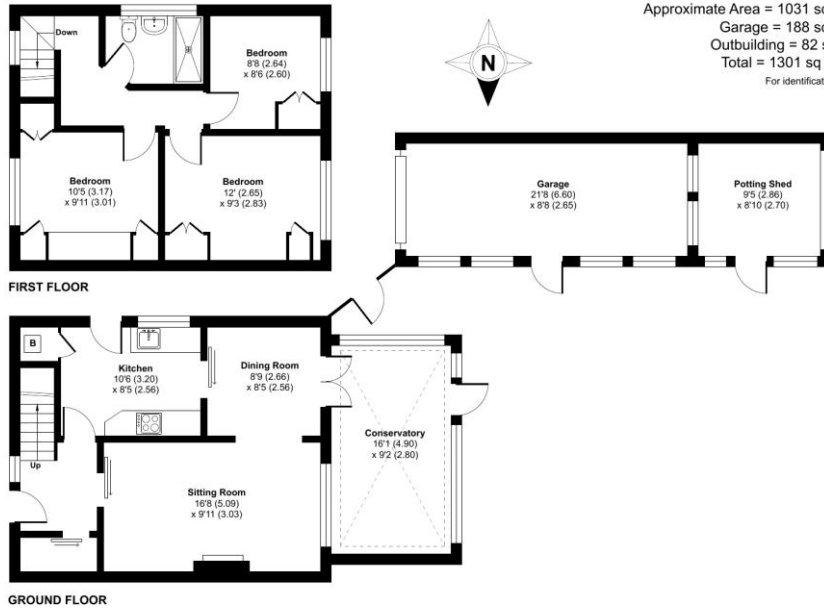 Approximate Area = 1031 sq
Garage = 188 sq
Outbuilding = 82 s
Total = 1301 sq
For identificat
N
Down
Bedroom
8'8 (2.64)
x 8'6 (2.60)
Bedroom
10'5 (3.17)
x 9'11 (3.01)
Bedroom
12' (2.65)
x 9'3 (2.83)
FIRST FLOOR
Garage
21'8 (6.60)
x 8'8 (2.65)
Potting Shed
9'5 (2.86)
x 8'10 (2.70)
B
Kitchen
10'6 (3.20)
x 8'5 (2.56)
Dining Room
8'9 (2.66)
x 8'5 (2.56)
Up
Sitting Room
16'8 (5.09)
x 9'11 (3.03)
Conservatory
16'1 (4.90)
x 9'2 (2.80)
GROUND FLOOR